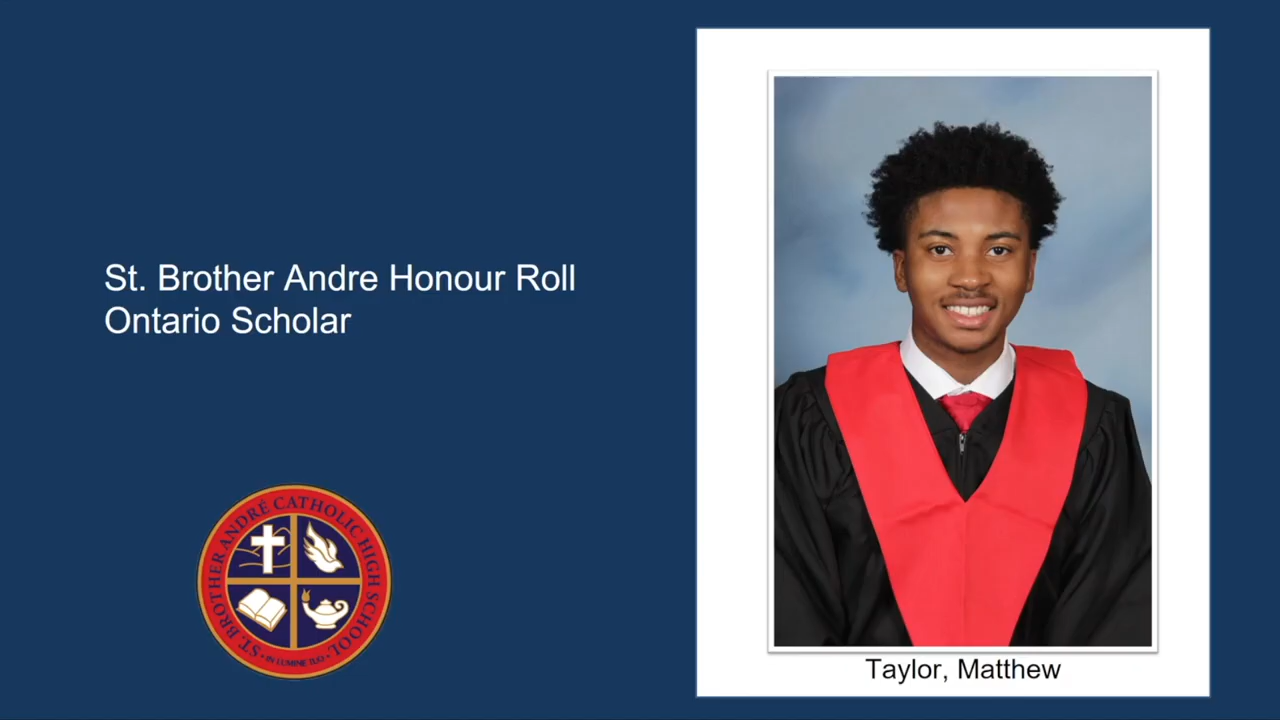 St. Brother Andre Honour Roll
Ontario Scholar
ST. BROTHER ANDRÉ CATHOLIC HIGH SCHOOL
• IN LUMINE TUO •
Taylor, Matthew